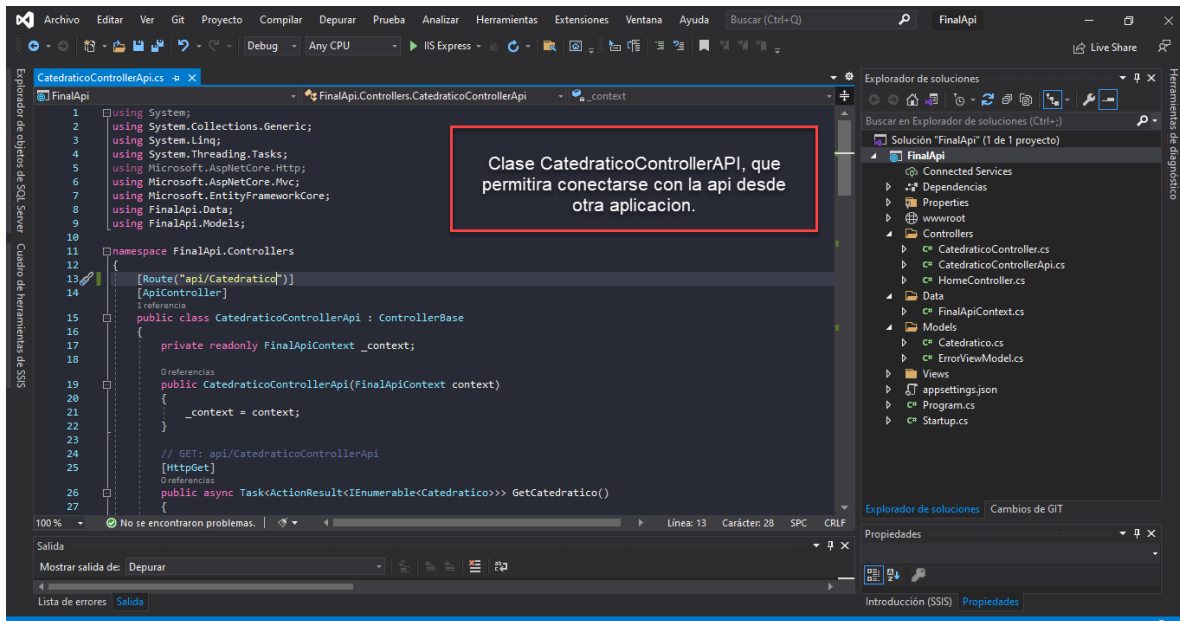 Archivo Editar Ver Git Proyecto Compilar Depurar Prueba Analizar Herramientas Extensiones Ventana Ayuda Buscar (Ctrl+Q) FinalApi
Debug Any CPU IIS Express Live Share
Explorador de objetos de SQL Server
Cuadro de herramientas de SSIS
CatedraticoControllerApi.cs
FinalApi FinalApi.Controllers.CatedraticoControllerApi _context
1 using System;
2 using System.Collections.Generic;
3 using System.Linq;
4 using System.Threading.Tasks;
5 using Microsoft.AspNetCore.Http;
6 using Microsoft.AspNetCore.Mvc;
7 using Microsoft.EntityFrameworkCore;
8 using FinalApi.Data;
9 using FinalApi.Models;
10
11 namespace FinalApi.Controllers
12 {
13 [Route("api/Catedratico")]
14 [ApiController]
1 referencia
15 public class CatedraticoControllerApi : ControllerBase
16 {
17 private readonly FinalApiContext _context;
18
0 referencias
19 public CatedraticoControllerApi(FinalApiContext context)
20 {
21 _context = context;
22 }
23
24 // GET: api/CatedraticoControllerApi
25 [HttpGet]
0 referencias
26 public async Task<ActionResult<IEnumerable<Catedratico>>> GetCatedratico()
27 {
Clase CatedraticoControllerAPI, que
permitira conectarse con la api desde
otra aplicacion.
100 % No se encontraron problemas. Línea: 13 Carácter: 28 SPC CRLF
Salida
Mostrar salida de: Depurar
Lista de errores Salida
Explorador de soluciones
Buscar en Explorador de soluciones (Ctrl+;)
Solución "FinalApi" (1 de 1 proyecto)
FinalApi
Connected Services
Dependencias
Properties
wwwroot
Controllers
C# CatedraticoController.cs
C# CatedraticoControllerApi.cs
C# HomeController.cs
Data
C# FinalApiContext.cs
Models
C# Catedratico.cs
C# ErrorViewModel.cs
Views
appsettings.json
C# Program.cs
C# Startup.cs
Explorador de soluciones Cambios de GIT
Propiedades
Introducción (SSIS) Propiedades
Herramientas de diagnóstico